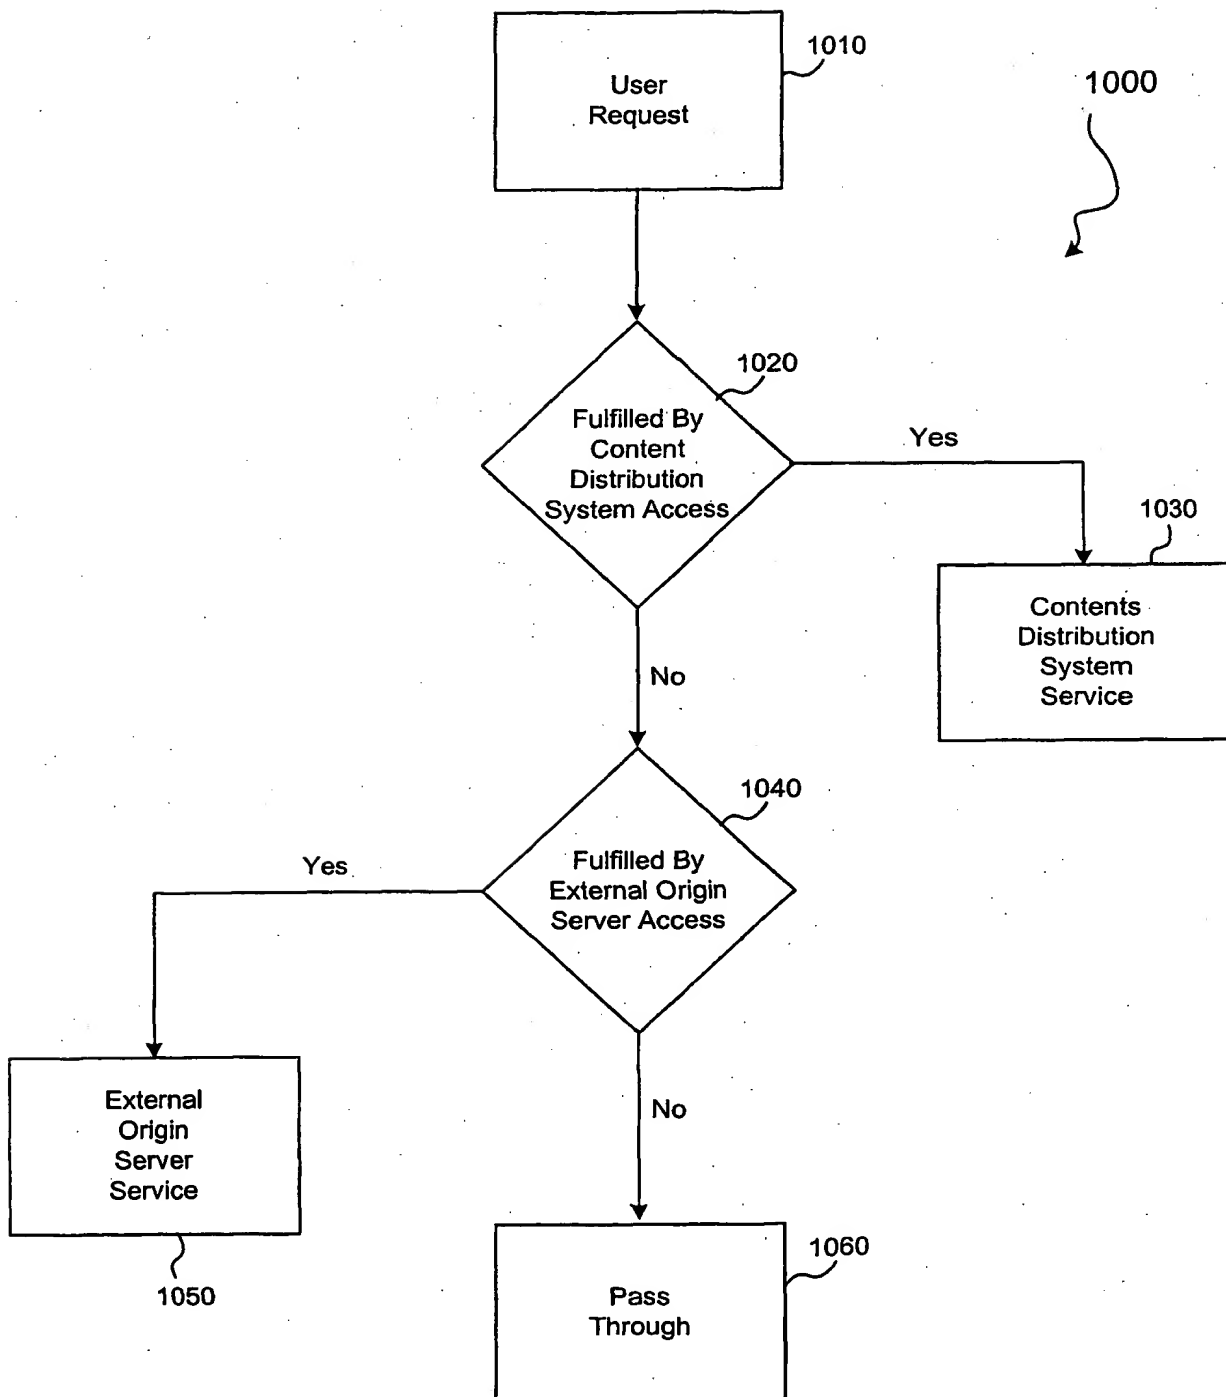 User
Request
1010
1000
1020
Fulfilled By
Content
Distribution
System Access
Yes
1030
Contents
Distribution
System
Service
No
1040
Fulfilled By
External Origin
Server Access
Yes
External
Origin
Server
Service
1050
No
1060
Pass
Through